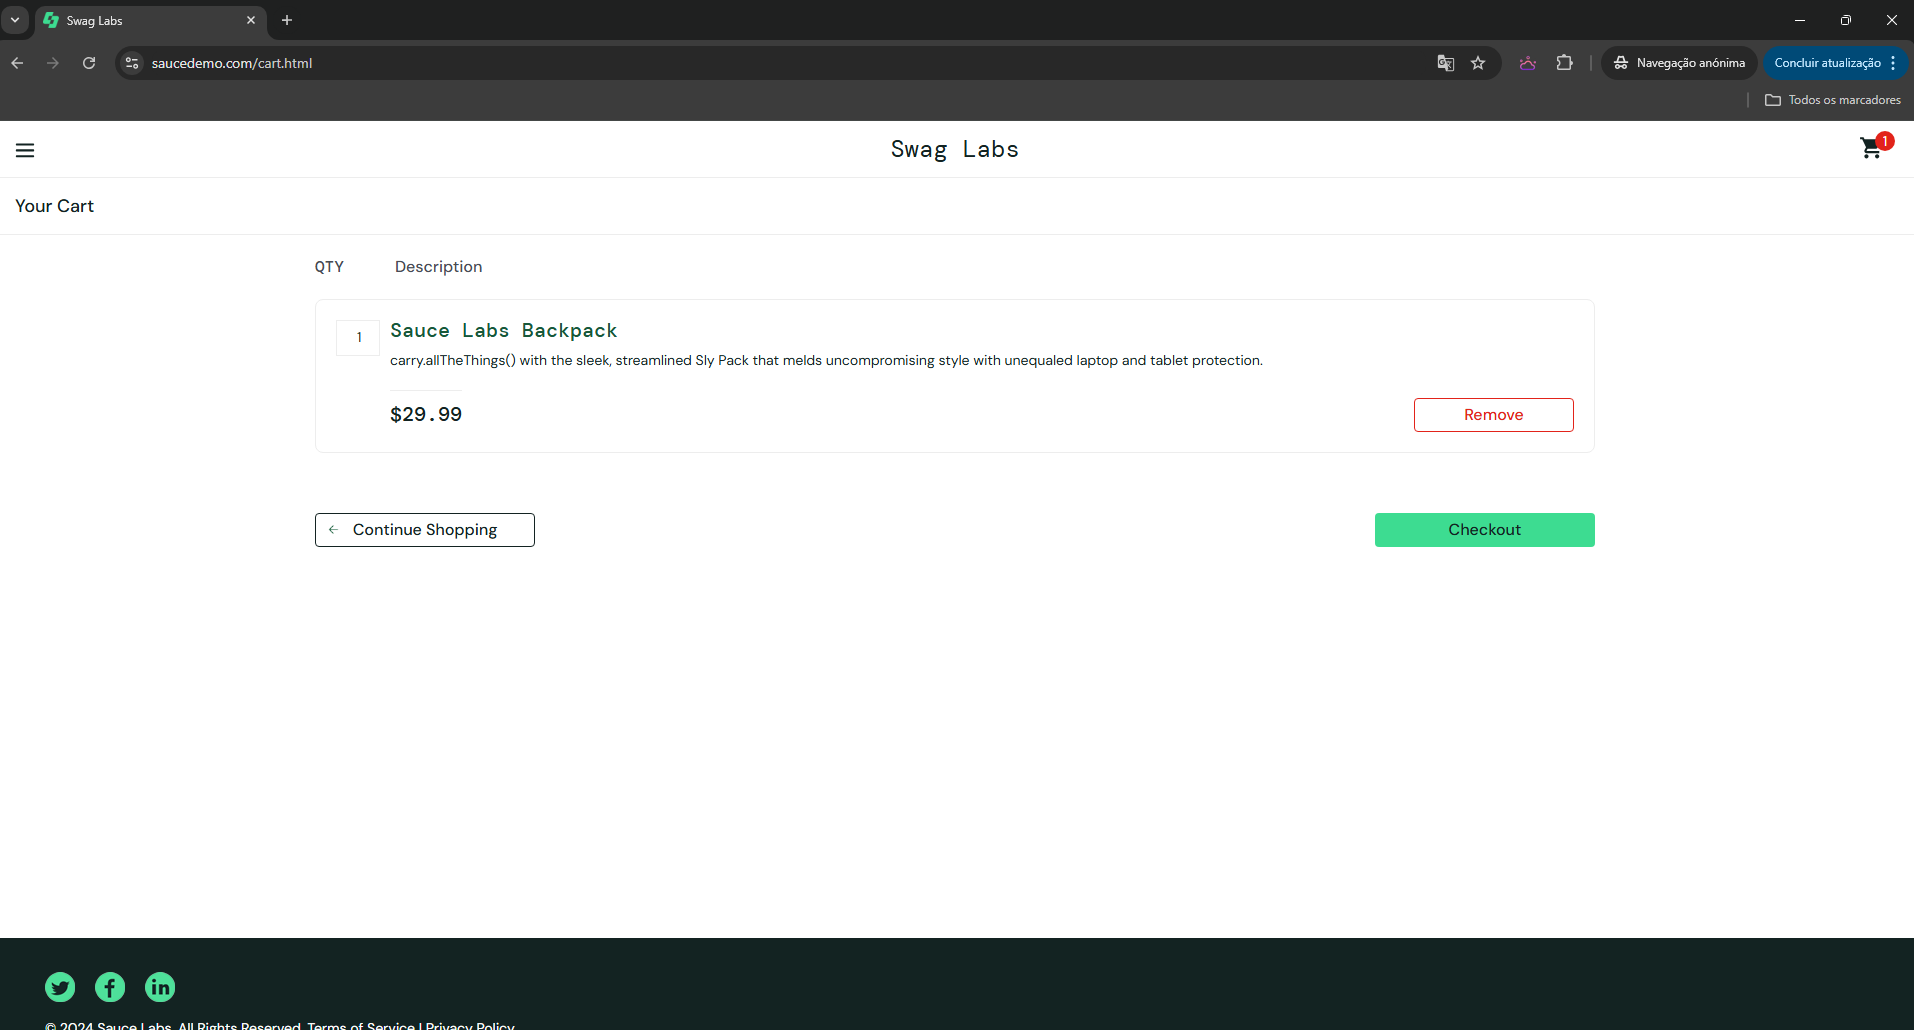 Swag Labs
saucedemo.com/cart.html
Navegação anónima
Concluir atualização
Todos os marcadores
Swag Labs
1
Your Cart
QTY Description
1 Sauce Labs Backpack
carry.allTheThings() with the sleek, streamlined Sly Pack that melds uncompromising style with unequaled laptop and tablet protection.
$29.99
Remove
Continue Shopping
Checkout
© 2024 Sauce Labs. All Rights Reserved. Terms of Service | Privacy Policy